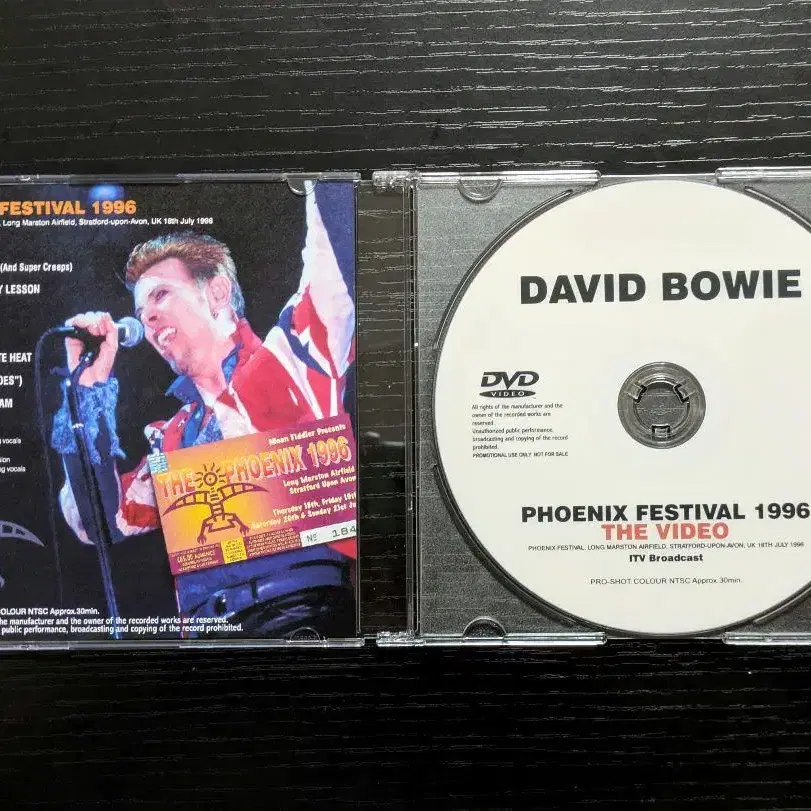 FESTIVAL 1996
, Long Marston Airfield, Stratford-upon-Avon, UK 18th July 1996
(And Super Creeps)
Y LESSON
TE HEAT
OES")
AM
ng vocals
ion
ng vocals
Mean Fiddler Presents
THE PHOENIX 1996
Long Marston Airfield
Stratford Upon Avon
Thursday 18th, Friday 19th
Saturday 20th & Sunday 21st Ju
Nº 184
COLOUR NTSC Approx.30min.
he manufacturer and the owner of the recorded works are reserved.
public performance, broadcasting and copying of the record prohibited.
DAVID BOWIE
DVD
VIDEO
All rights of the manufacturer and the
owner of the recorded works are
reserved.
Unauthorized public performance,
broadcasting and copying of the record
prohibited.
PROMOTIONAL USE ONLY NOT FOR SALE
PHOENIX FESTIVAL 1996
THE VIDEO
PHOENIX FESTIVAL, LONG MARSTON AIRFIELD, STRATFORD-UPON-AVON, UK 18TH JULY 1996
ITV Broadcast
PRO-SHOT COLOUR NTSC Approx.30min.